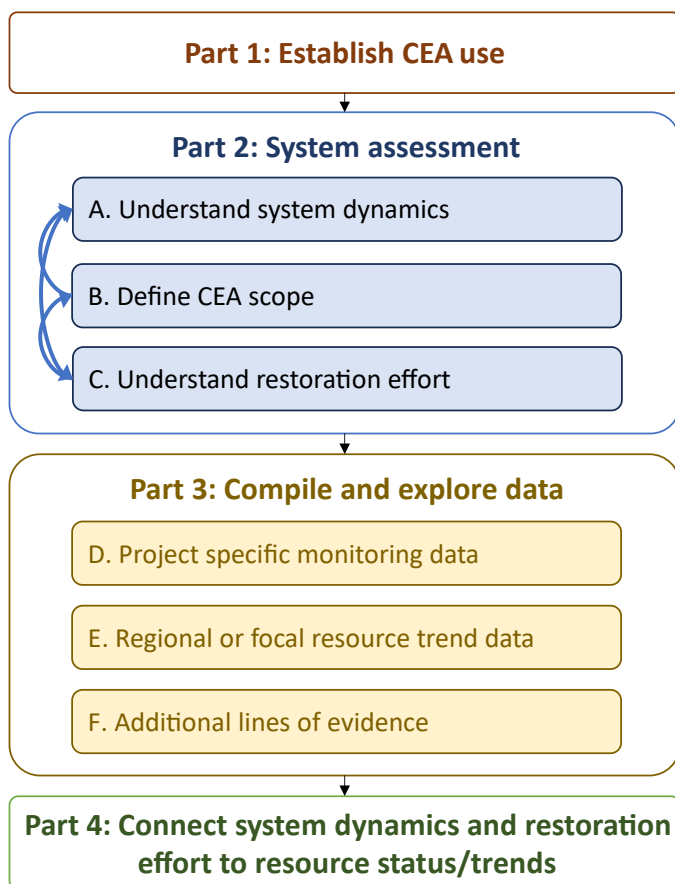 Part 1: Establish CEA use
Part 2: System assessment
A. Understand system dynamics
B. Define CEA scope
C. Understand restoration effort
Part 3: Compile and explore data
D. Project specific monitoring data
E. Regional or focal resource trend data
F. Additional lines of evidence
Part 4: Connect system dynamics and restoration
effort to resource status/trends